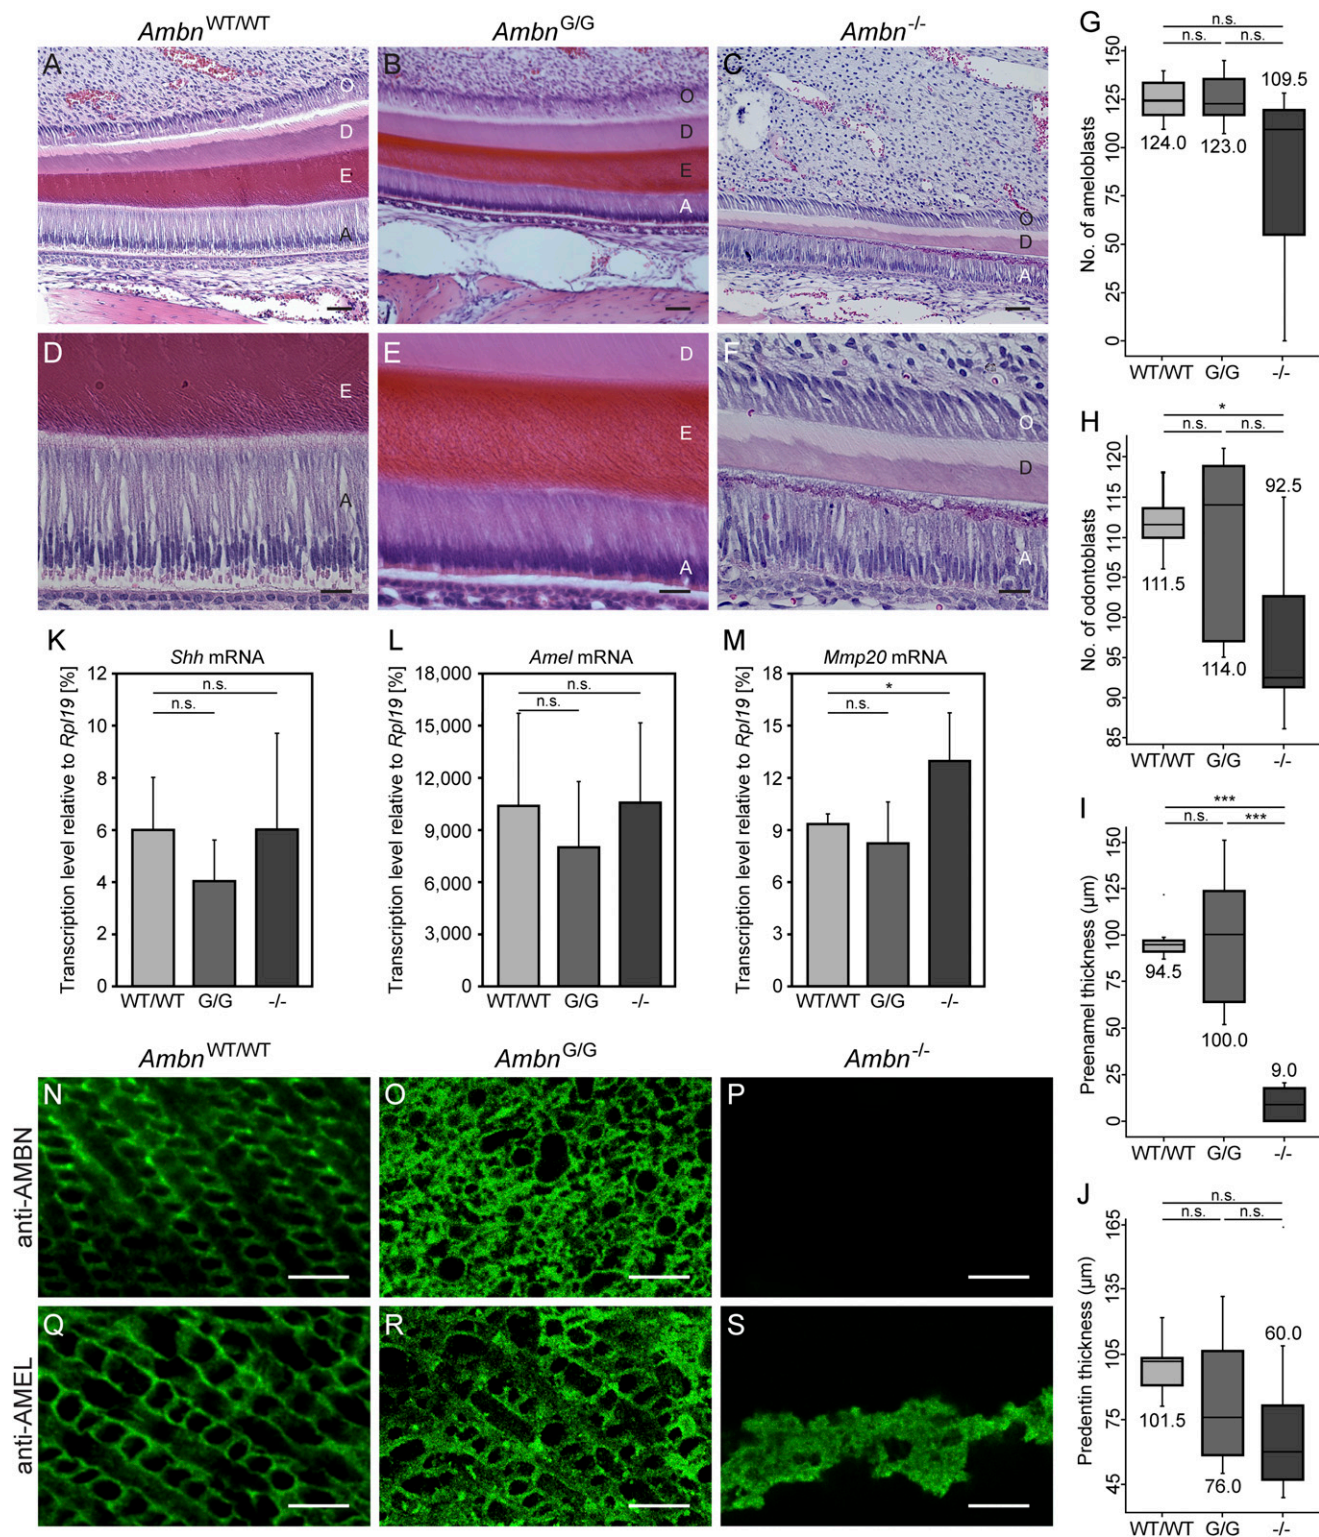 Ambn^WT/WT
Ambn^G/G
Ambn^-/-
A
O
D
E
A
B
O
D
E
A
C
O
D
A
D
E
A
E
D
E
A
F
O
D
A
G
n.s.
n.s. n.s.
No. of ameloblasts
150
125
100
75
50
25
0
124.0
123.0
109.5
WT/WT G/G -/-
H
*
n.s. n.s.
No. of odontoblasts
120
115
110
105
100
95
90
85
111.5
114.0
92.5
WT/WT G/G -/-
I
***
n.s. ***
Preenamel thickness (µm)
150
125
100
75
50
25
0
94.5
100.0
9.0
WT/WT G/G -/-
J
n.s.
n.s. n.s.
Predentin thickness (µm)
165
135
105
75
45
101.5
76.0
60.0
WT/WT G/G -/-
K
Shh mRNA
Transcription level relative to Rpl19 [%]
12
10
8
6
4
2
0
n.s.
n.s.
WT/WT G/G -/-
L
Amel mRNA
Transcription level relative to Rpl19 [%]
18,000
15,000
12,000
9,000
6,000
3,000
0
n.s.
n.s.
WT/WT G/G -/-
M
Mmp20 mRNA
Transcription level relative to Rpl19 [%]
18
15
12
9
6
3
0
*
n.s.
WT/WT G/G -/-
Ambn^WT/WT
Ambn^G/G
Ambn^-/-
anti-AMBN
N
O
P
anti-AMEL
Q
R
S